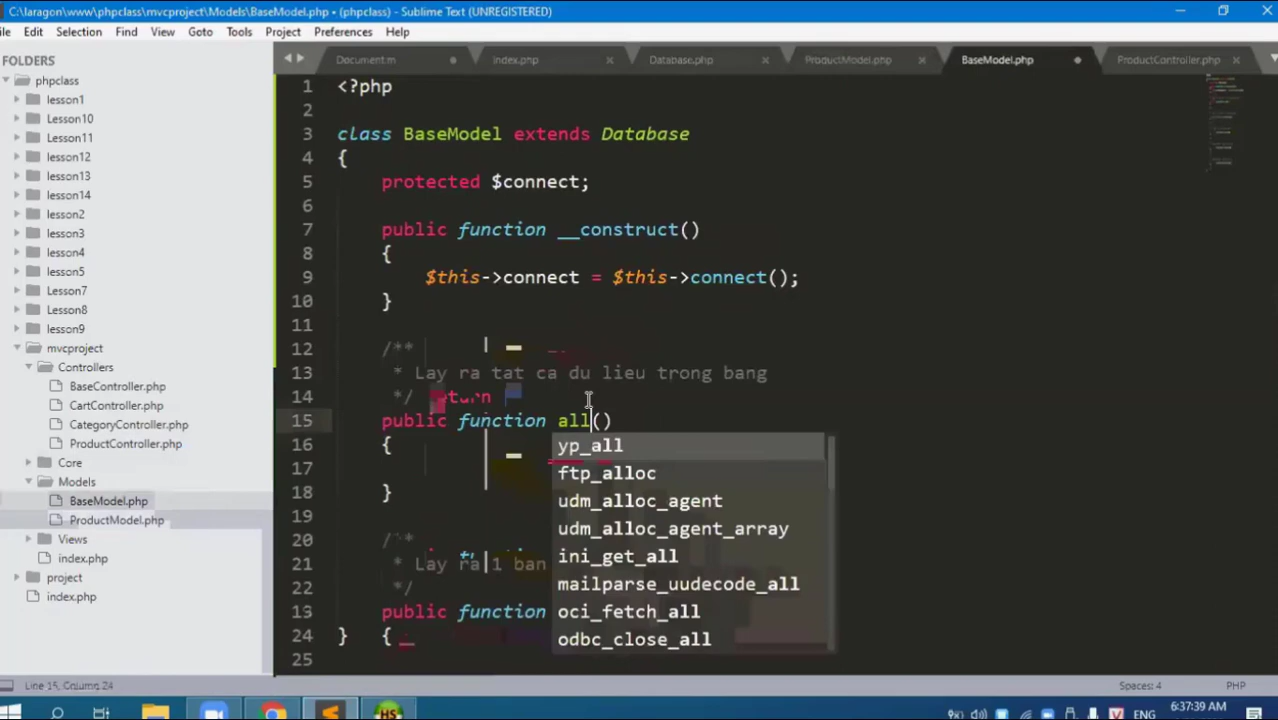 C:\laragon\www\phpclass\mvcproject\Models\BaseModel.php • (phpclass) - Sublime Text (UNREGISTERED)
Edit Selection Find View Goto Tools Project Preferences Help
FOLDERS
phpclass
lesson1
Lesson10
Lesson11
lesson12
lesson13
lesson14
lesson2
lesson3
lesson4
lesson5
Lesson7
Lesson8
lesson9
mvcproject
Controllers
BaseController.php
CartController.php
CategoryController.php
ProductController.php
Core
Models
BaseModel.php
ProductModel.php
Views
index.php
project
index.php
Document.m index.php Database.php ProductModel.php BaseModel.php ProductController.php
1 <?php
2
3 class BaseModel extends Database
4 {
5 protected $connect;
6
7 public function __construct()
8 {
9 $this->connect = $this->connect();
10 }
11
12 /**
13 * Lay ra tat ca du lieu trong bang
14 */
15 public function all()
16 {
17
18 }
19
20 /**
21 * Lay ra 1 ban
22 */
13 public function
24 } {
25
yp_all
ftp_alloc
udm_alloc_agent
udm_alloc_agent_array
ini_get_all
mailparse_uudecode_all
oci_fetch_all
odbc_close_all
Line 15, Column 24 Spaces: 4 PHP
HS V ENG 6:37:39 AM